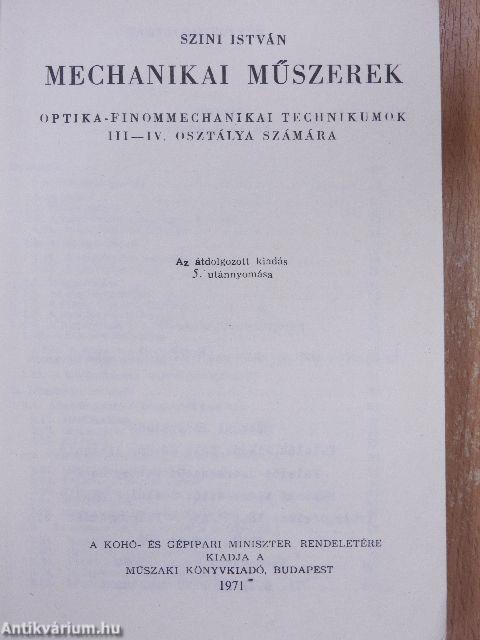 SZINI ISTVÁN
MECHANIKAI MŰSZEREK
OPTIKA-FINOMMECHANIKAI TECHNIKUMOK
III—IV. OSZTÁLYA SZÁMÁRA
Az átdolgozott kiadás
5. utánnyomása
A KOHÓ- ÉS GÉPIPARI MINISZTER RENDELETÉRE
KIADJA A
MŰSZAKI KÖNYVKIADÓ, BUDAPEST
1971
Antikvárium.hu